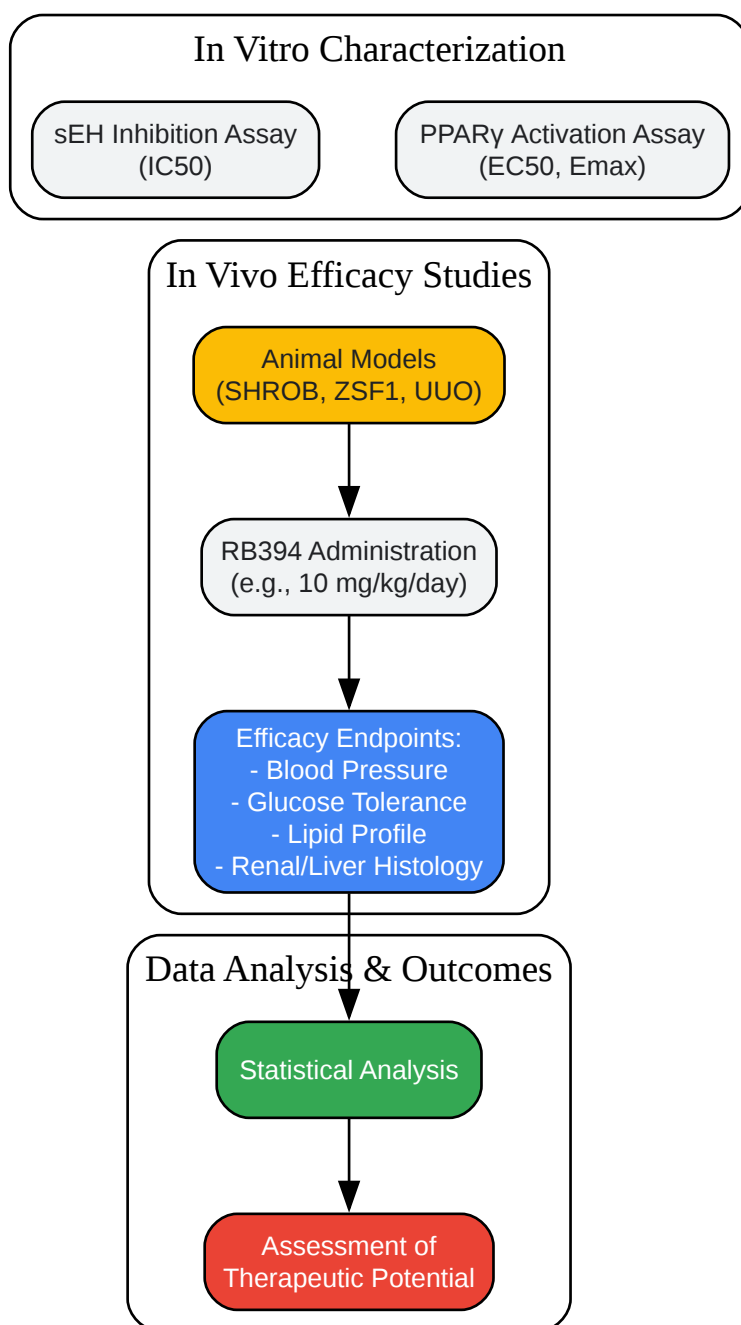 In Vitro Characterization
sEH Inhibition Assay
(IC50)
PPARγ Activation Assay
(EC50, Emax)
In Vivo Efficacy Studies
Animal Models
(SHROB, ZSF1, UUO)
RB394 Administration
(e.g., 10 mg/kg/day)
Efficacy Endpoints:
- Blood Pressure
- Glucose Tolerance
- Lipid Profile
- Renal/Liver Histology
Data Analysis & Outcomes
Statistical Analysis
Assessment of
Therapeutic Potential